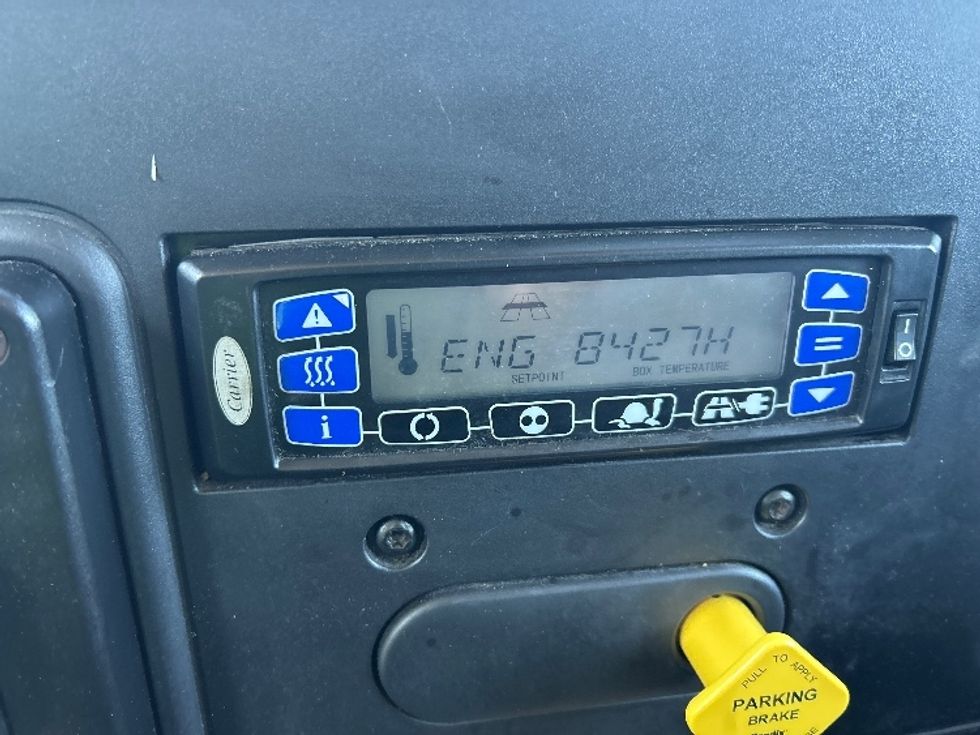 Carrier
ENG 8427H
SETPOINT BOX TEMPERATURE
i
I
O
PULL TO APPLY
PARKING
BRAKE